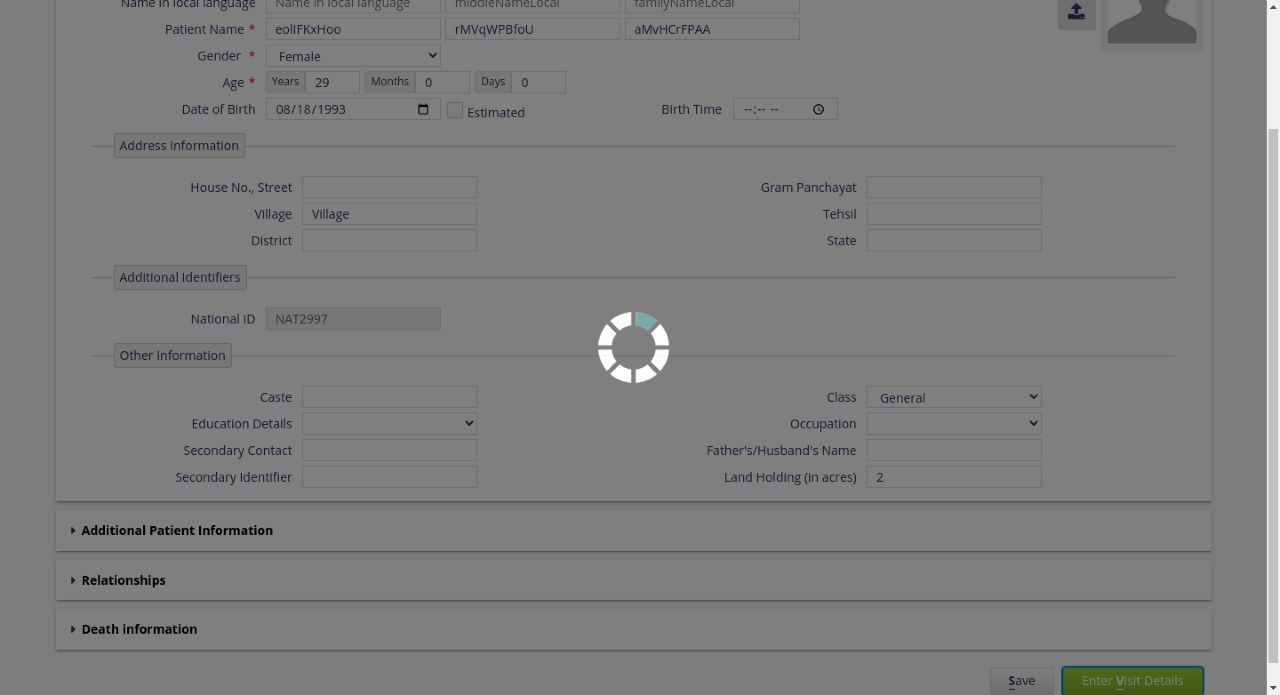 Name in local language Name in local language middleNameLocal familyNameLocal
Patient Name * eolIFKxHoo rMVqWPBfoU aMvHCrFPAA
Gender * Female
Age * Years 29 Months 0 Days 0
Date of Birth 08/18/1993 Estimated Birth Time --:-- --
Address Information
House No., Street Gram Panchayat
Village Village Tehsil
District State
Additional Identifiers
National ID NAT2997
Other Information
Caste Class General
Education Details Occupation
Secondary Contact Father's/Husband's Name
Secondary Identifier Land Holding (in acres) 2
Additional Patient Information
Relationships
Death information
Save Enter Visit Details